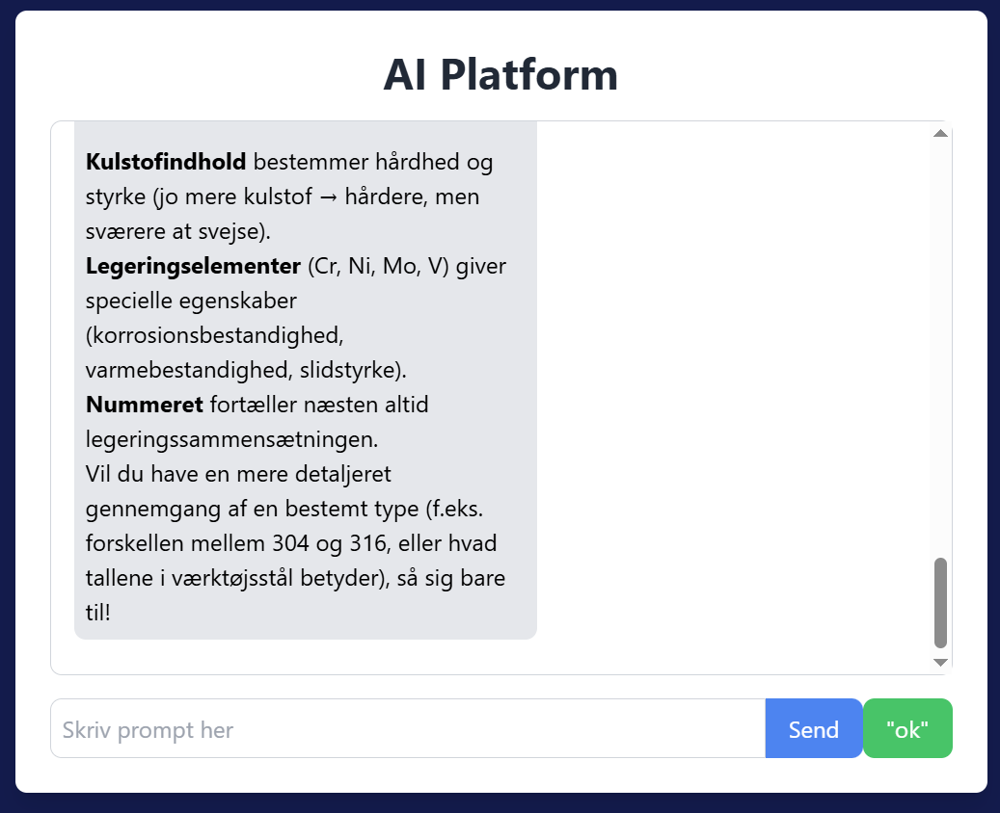 AI Platform
Kulstofindhold bestemmer hårdhed og
styrke (jo mere kulstof → hårdere, men
sværere at svejse).
Legeringselementer (Cr, Ni, Mo, V) giver
specielle egenskaber
(korrosionsbestandighed,
varmebestandighed, slidstyrke).
Nummeret fortæller næsten altid
legeringssammensætningen.
Vil du have en mere detaljeret
gennemgang af en bestemt type (f.eks.
forskellen mellem 304 og 316, eller hvad
tallene i værktøjsstål betyder), så sig bare
til!
Skriv prompt her
Send
"ok"